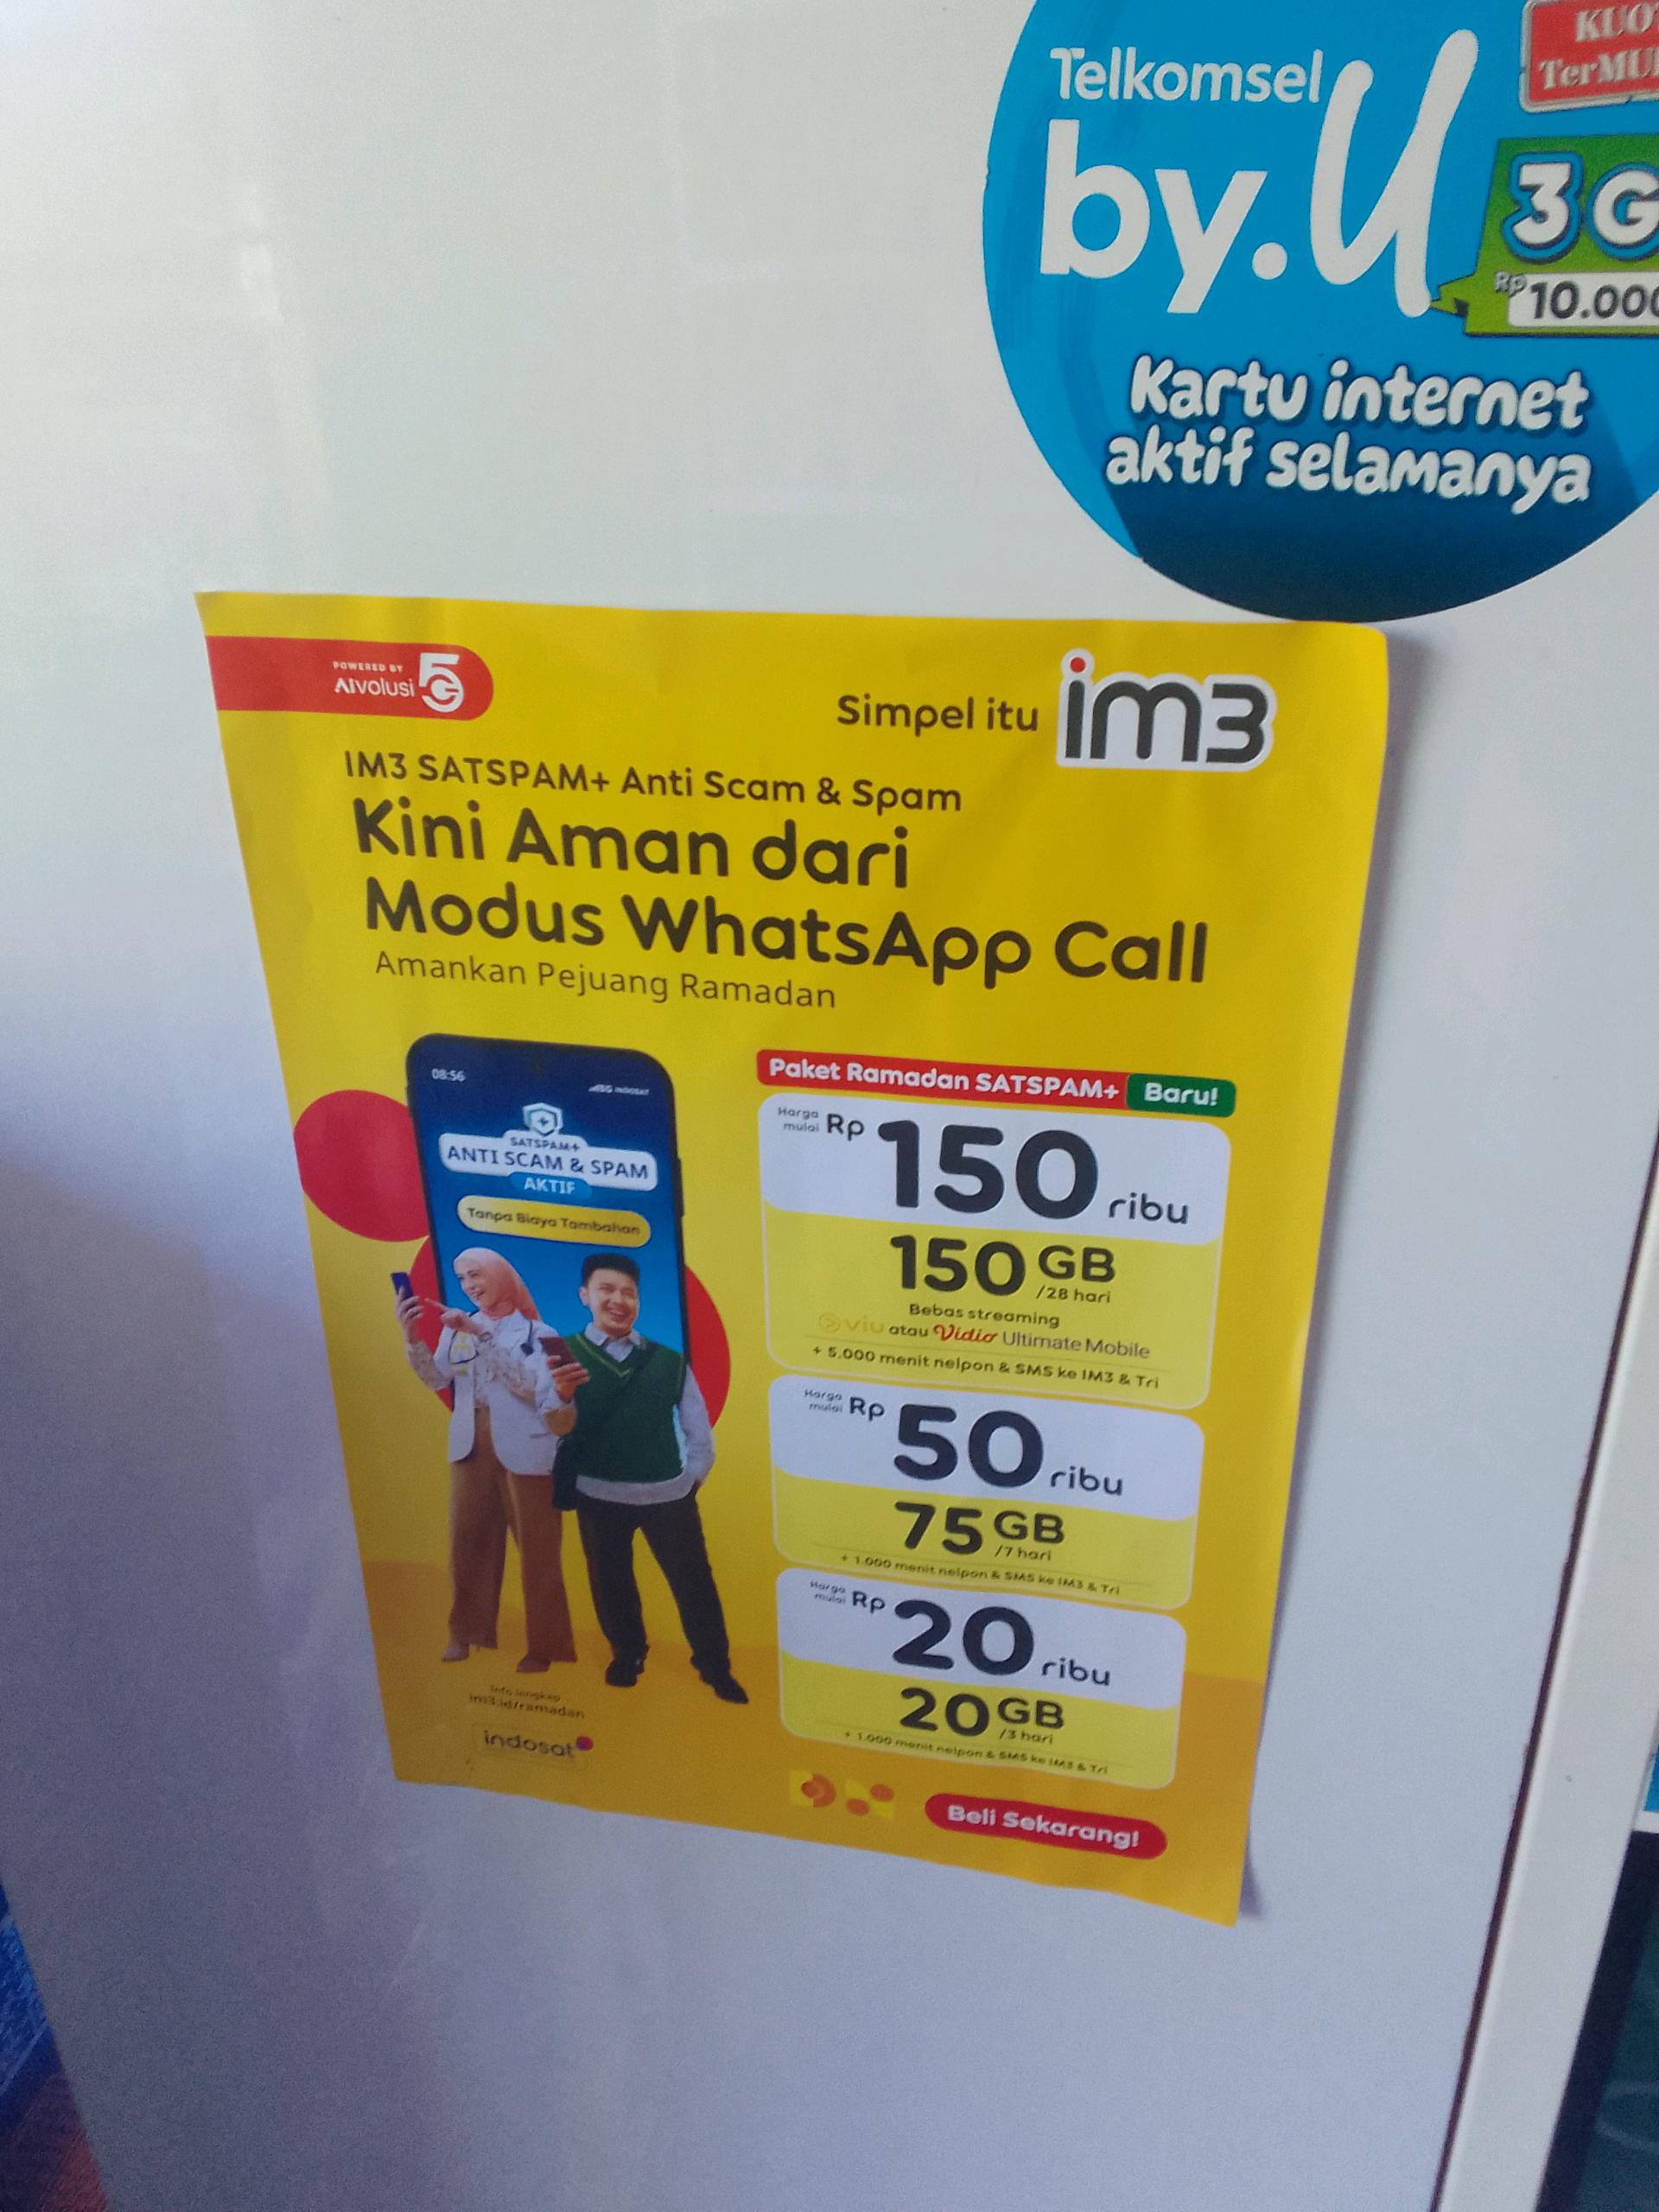 Telkomsel
by.U
3G
Rp 10.000
Kartu internet
aktif selamanya
POWERED BY
AIvolusi 5G
Simpel itu im3
IM3 SATSPAM+ Anti Scam & Spam
Kini Aman dari
Modus WhatsApp Call
Amankan Pejuang Ramadan
08:56
5G INDOSAT
SATSPAM+
ANTI SCAM & SPAM
AKTIF
Tanpa Biaya Tambahan
Paket Ramadan SATSPAM+ Baru!
Harga mulai Rp 150 ribu
150 GB /28 hari
Bebas streaming
viu atau Vidio Ultimate Mobile
+ 5.000 menit nelpon & SMS ke IM3 & Tri
Harga mulai Rp 50 ribu
75 GB /7 hari
+ 1.000 menit nelpon & SMS ke IM3 & Tri
Harga mulai Rp 20 ribu
20 GB /3 hari
+ 1.000 menit nelpon & SMS ke IM3 & Tri
Info lengkap
im3.id/ramadan
indosat
Beli Sekarang!